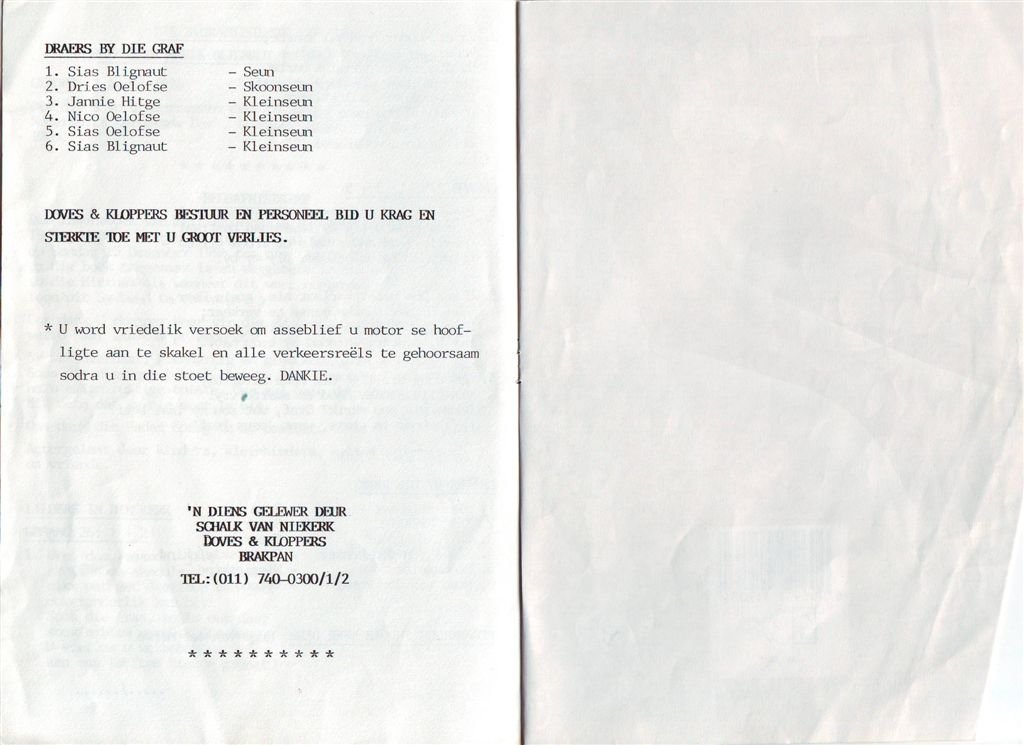 DRAERS BY DIE GRAF
1. Sias Blignaut - Seun
2. Dries Oelofse - Skoonseun
3. Jannie Hitge - Kleinseun
4. Nico Oelofse - Kleinseun
5. Sias Oelofse - Kleinseun
6. Sias Blignaut - Kleinseun
DOVES & KLOPPERS BESTUUR EN PERSONEEL BID U KRAG EN
STERKTE TOE MET U GROOT VERLIES.
* U word vriedelik versoek om asseblief u motor se hoof-
ligte aan te skakel en alle verkeersreëls te gehoorsaam
sodra u in die stoet beweeg. DANKIE.
'N DIENS GELEWER DEUR
SCHALK VAN NIEKERK
DOVES & KLOPPERS
BRAKPAN
TEL:(011) 740-0300/1/2
* * * * * * * * * *